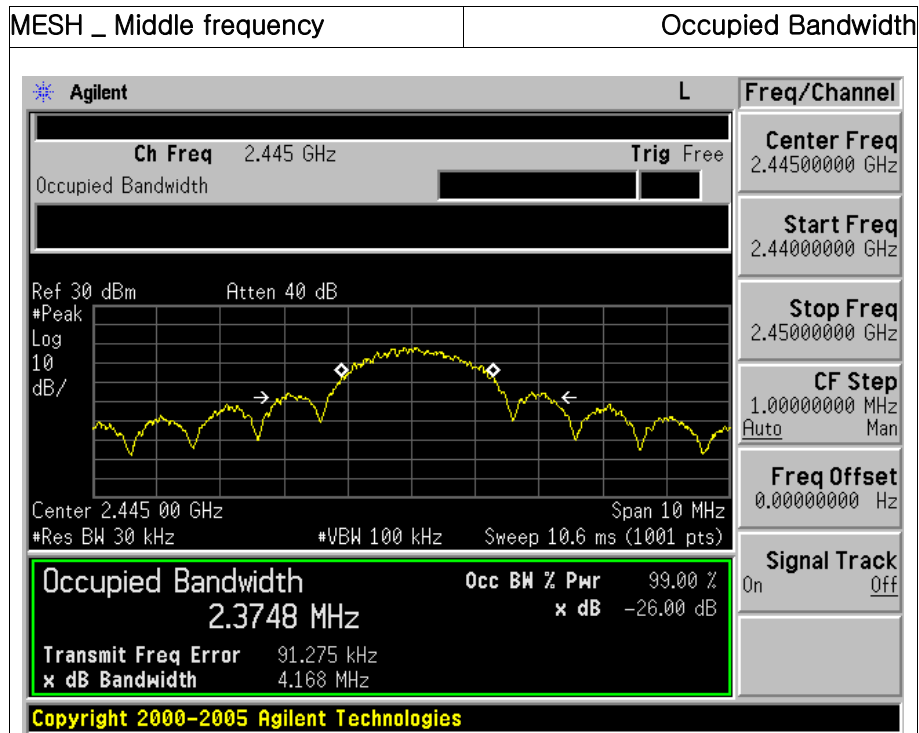 MESH _ Middle frequency Occupied Bandwidth
Agilent L Freq/Channel
Ch Freq 2.445 GHz Trig Free
Occupied Bandwidth
Center Freq
2.44500000 GHz
Start Freq
2.44000000 GHz
Stop Freq
2.45000000 GHz
CF Step
1.00000000 MHz
Auto Man
Freq Offset
0.00000000 Hz
Signal Track
On Off
Ref 30 dBm Atten 40 dB
#Peak
Log
10
dB/
Center 2.445 00 GHz Span 10 MHz
#Res BW 30 kHz #VBW 100 kHz Sweep 10.6 ms (1001 pts)
Occupied Bandwidth Occ BW % Pwr 99.00 %
2.3748 MHz x dB -26.00 dB
Transmit Freq Error 91.275 kHz
x dB Bandwidth 4.168 MHz
Copyright 2000-2005 Agilent Technologies